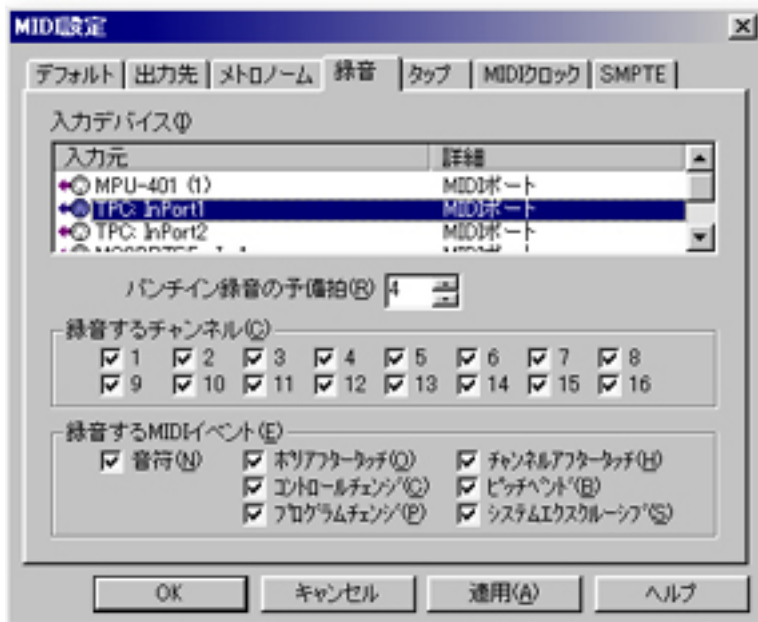 MIDI設定
デフォルト 出力先 メトロノーム 録音 タップ MIDIクロック SMPTE
入力デバイス(I)
入力元 詳細
MPU-401 (1) MIDIポート
TPC: InPort1 MIDIポート
TPC: InPort2 MIDIポート
MIDIポート
パンチイン録音の予備拍(R) 4
録音するチャンネル(C)
1 2 3 4 5 6 7 8
9 10 11 12 13 14 15 16
録音するMIDIイベント(E)
音符(N) ポリアフタータッチ(O) チャンネルアフタータッチ(H)
コントロールチェンジ(C) ピッチベンド(B)
プログラムチェンジ(P) システムエクスクルーシブ(S)
OK キャンセル 適用(A) ヘルプ